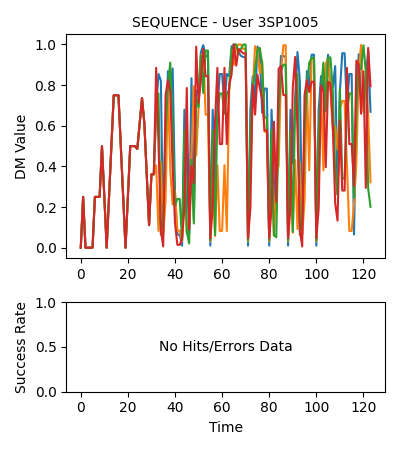 SEQUENCE - User 3SP1005
DM Value
1.0
0.8
0.6
0.4
0.2
0.0
0 20 40 60 80 100 120
Success Rate
1.0
0.5
0.0
No Hits/Errors Data
0 20 40 60 80 100 120
Time